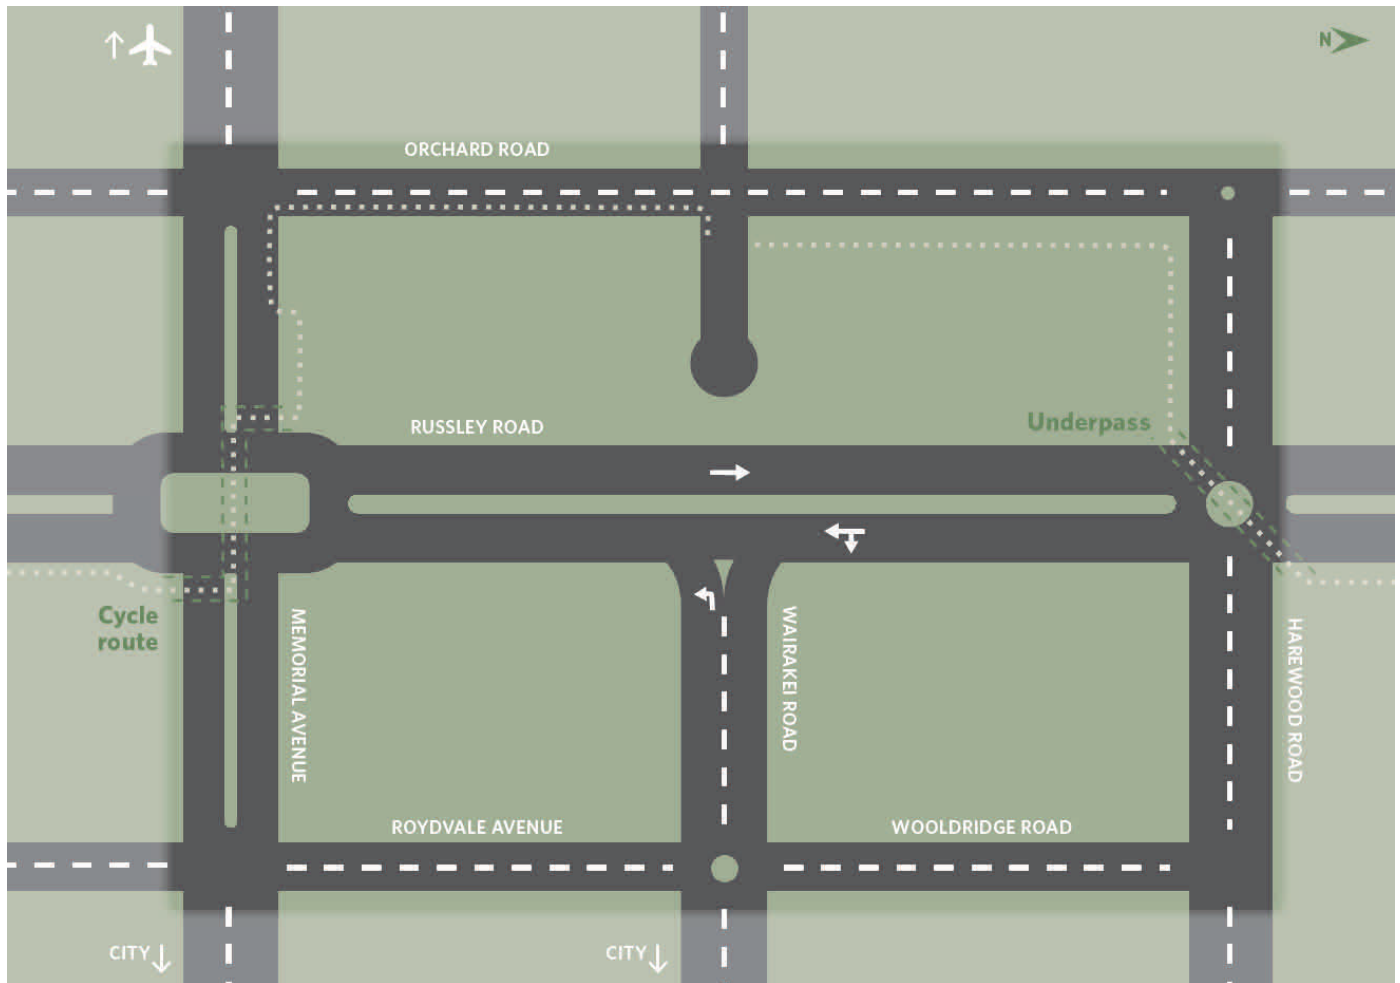 N
ORCHARD ROAD
RUSSLEY ROAD
Underpass
Cycle
route
MEMORIAL AVENUE
WAIRAKEI ROAD
HAREWOOD ROAD
ROYDVALE AVENUE
WOOLDRIDGE ROAD
CITY
CITY